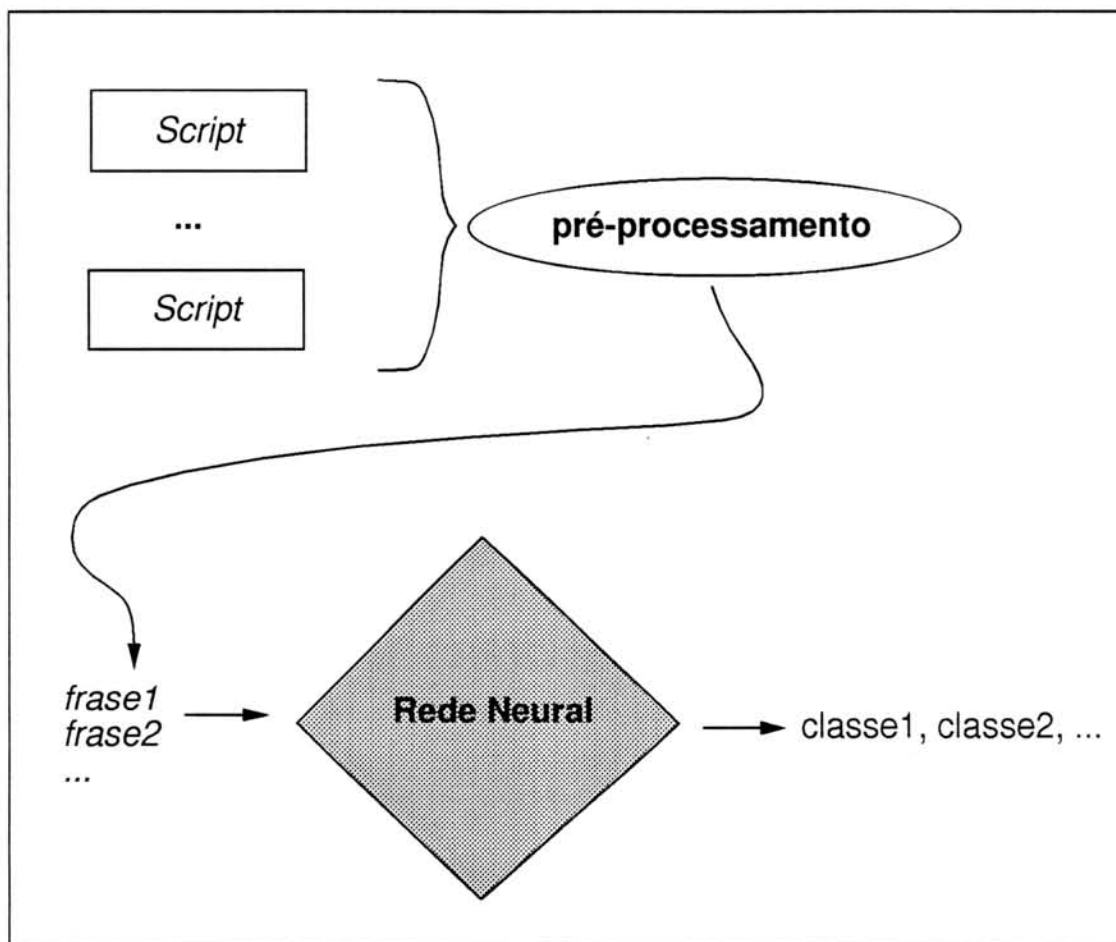 Script
...
Script
pré-processamento
frase1
frase2
...
Rede Neural
classe1, classe2, ...